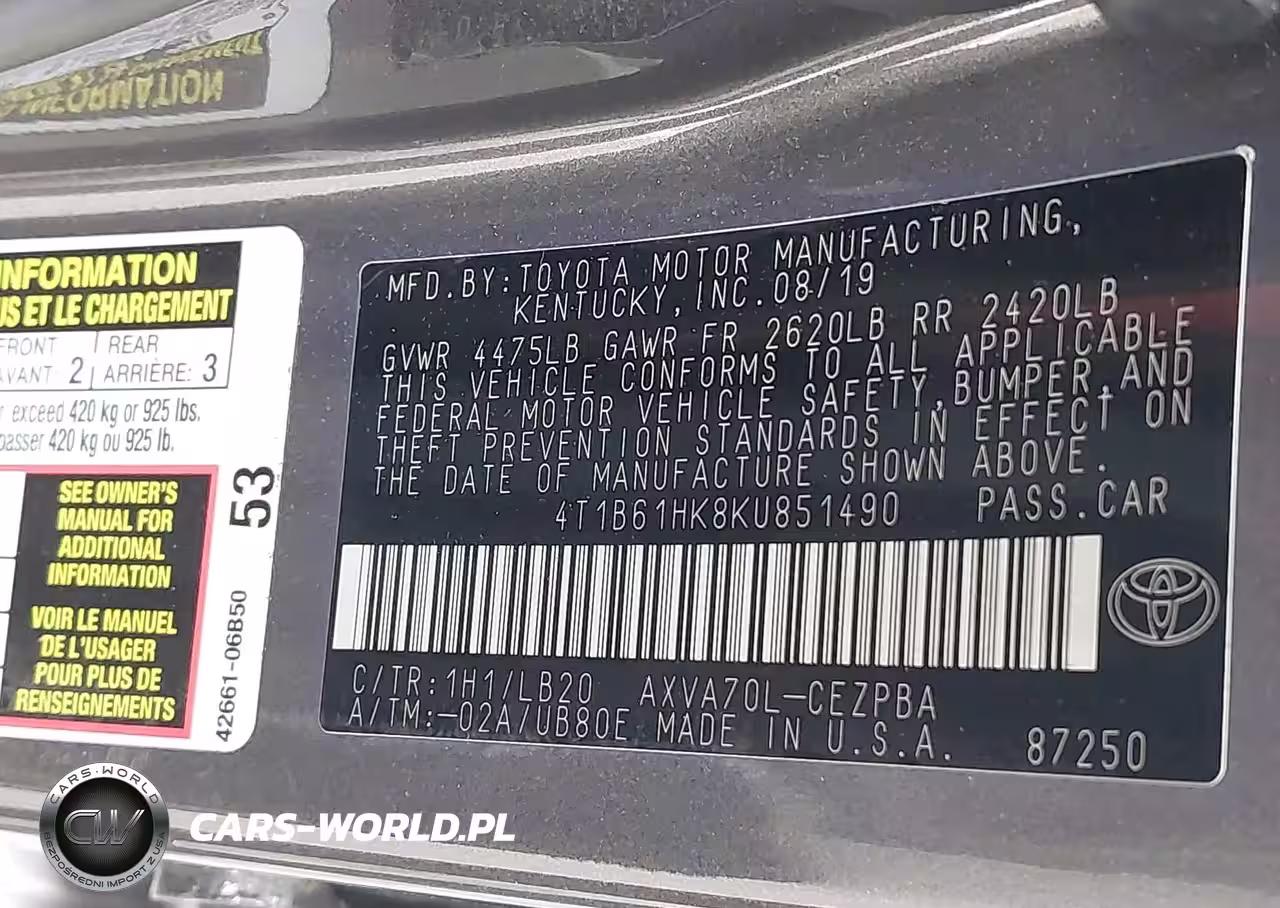 INFORMATION
NFORMATION
US ET LE CHARGEMENT
FRONT
AVANT: 2
REAR
ARRIÈRE: 3
exceed 420 kg or 925 lbs.
passer 420 kg ou 925 lb.
SEE OWNER'S
MANUAL FOR
ADDITIONAL
INFORMATION
VOIR LE MANUEL
DE L'USAGER
POUR PLUS DE
RENSEIGNEMENTS
53
42661-06B50
MFD.BY:TOYOTA MOTOR MANUFACTURING,
KENTUCKY, INC. 08/19
GVWR 4475LB GAWR FR 2620LB RR 2420LB
THIS VEHICLE CONFORMS TO ALL APPLICABLE
FEDERAL MOTOR VEHICLE SAFETY, BUMPER, AND
THEFT PREVENTION STANDARDS IN EFFECT ON
THE DATE OF MANUFACTURE SHOWN ABOVE.
4T1B61HK8KU851490 PASS.CAR
C/TR:1H1/LB20 AXVA70L-CEZPBA
A/TM:-02A/UB80E MADE IN U.S.A. 87250
CARS-WORLD
CW
BEZPOŚREDNI IMPORT Z USA
CARS-WORLD.PL